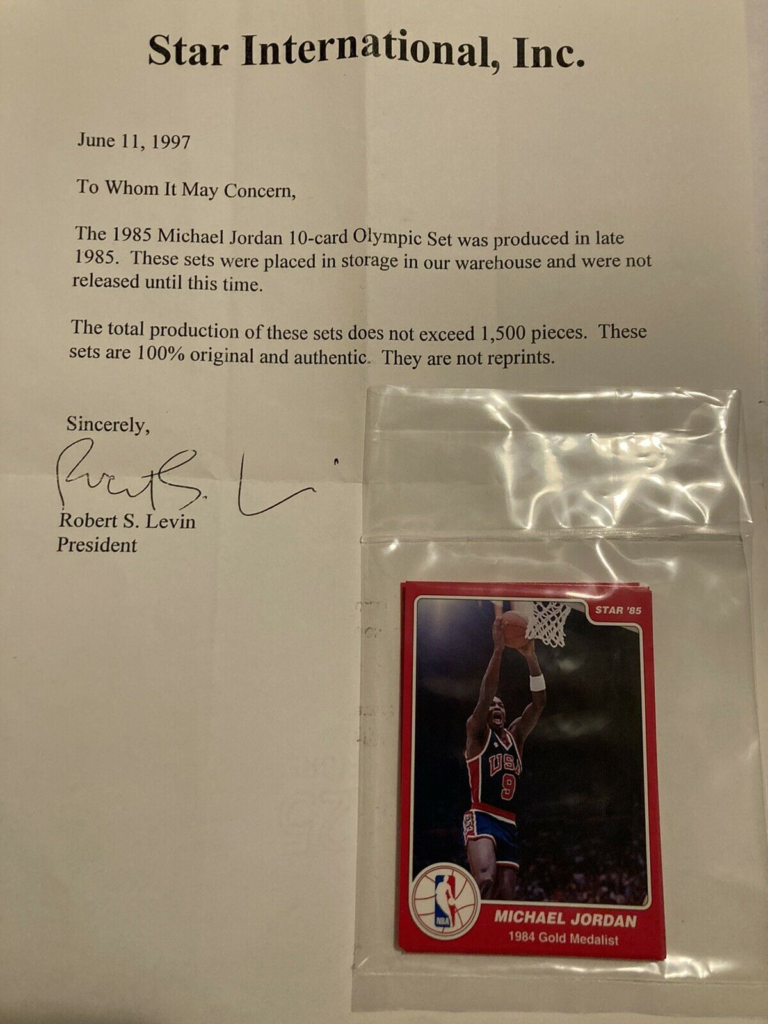 Star International, Inc.
June 11, 1997
To Whom It May Concern,
The 1985 Michael Jordan 10-card Olympic Set was produced in late
1985. These sets were placed in storage in our warehouse and were not
released until this time.
The total production of these sets does not exceed 1,500 pieces. These
sets are 100% original and authentic. They are not reprints.
Sincerely,
Robert S. Levin
President
STAR '85
USA
9
NBA
MICHAEL JORDAN
1984 Gold Medalist